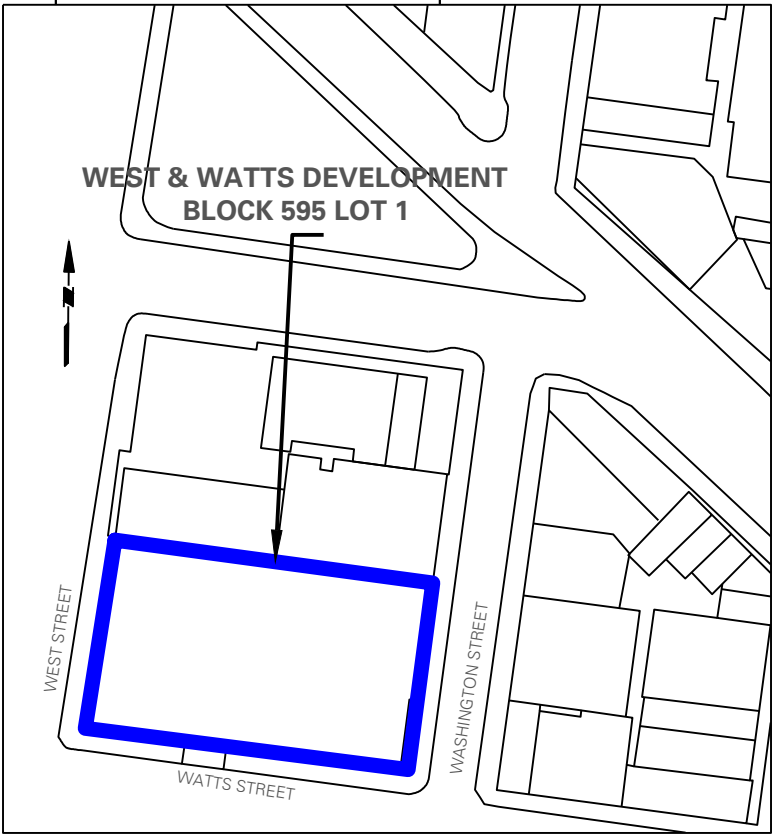 WEST & WATTS DEVELOPMENT
BLOCK 595 LOT 1
N
WEST STREET
WASHINGTON STREET
WATTS STREET